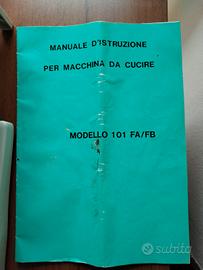 MANUALE D'ISTRUZIONE
PER MACCHINA DA CUCIRE
MODELLO 101 FA/FB
subito